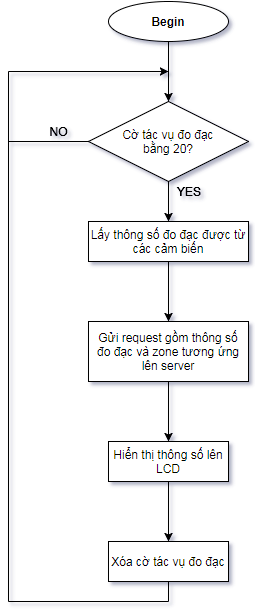 Begin
Cờ tác vụ đo đạc
bằng 20?
NO
YES
Lấy thông số đo đạc được từ
các cảm biến
Gửi request gồm thông số
đo đạc và zone tương ứng
lên server
Hiển thị thông số lên
LCD
Xóa cờ tác vụ đo đạc